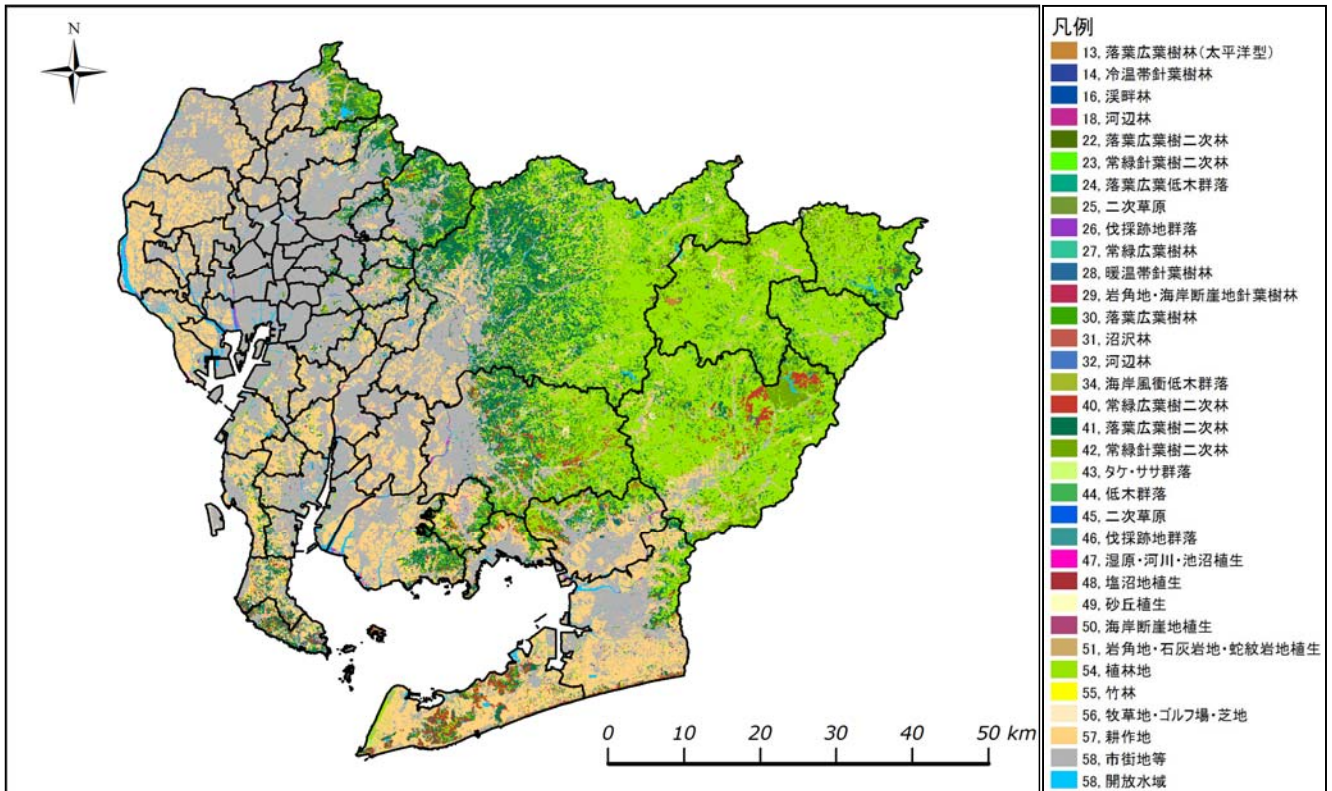 N
0 10 20 30 40 50 km
凡例
13, 落葉広葉樹林(太平洋型)
14, 冷温帯針葉樹林
16, 渓畔林
18, 河辺林
22, 落葉広葉樹二次林
23, 常緑針葉樹二次林
24, 落葉広葉低木群落
25, 二次草原
26, 伐採跡地群落
27, 常緑広葉樹林
28, 暖温帯針葉樹林
29, 岩角地・海岸断崖地針葉樹林
30, 落葉広葉樹林
31, 沼沢林
32, 河辺林
34, 海岸風衝低木群落
40, 常緑広葉樹二次林
41, 落葉広葉樹二次林
42, 常緑針葉樹二次林
43, タケ・ササ群落
44, 低木群落
45, 二次草原
46, 伐採跡地群落
47, 湿原・河川・池沼植生
48, 塩沼地植生
49, 砂丘植生
50, 海岸断崖地植生
51, 岩角地・石灰岩地・蛇紋岩地植生
54, 植林地
55, 竹林
56, 牧草地・ゴルフ場・芝地
57, 耕作地
58, 市街地等
58, 開放水域